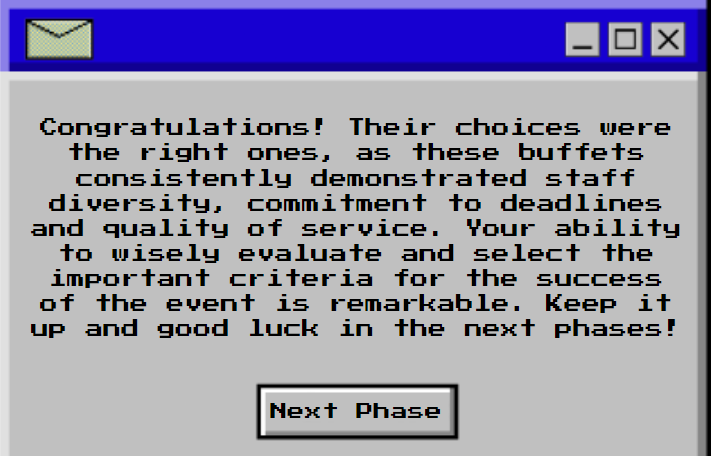 Congratulations! Their choices were
the right ones, as these buffets
consistently demonstrated staff
diversity, commitment to deadlines
and quality of service. Your ability
to wisely evaluate and select the
important criteria for the success
of the event is remarkable. Keep it
up and good luck in the next phases!
Next Phase